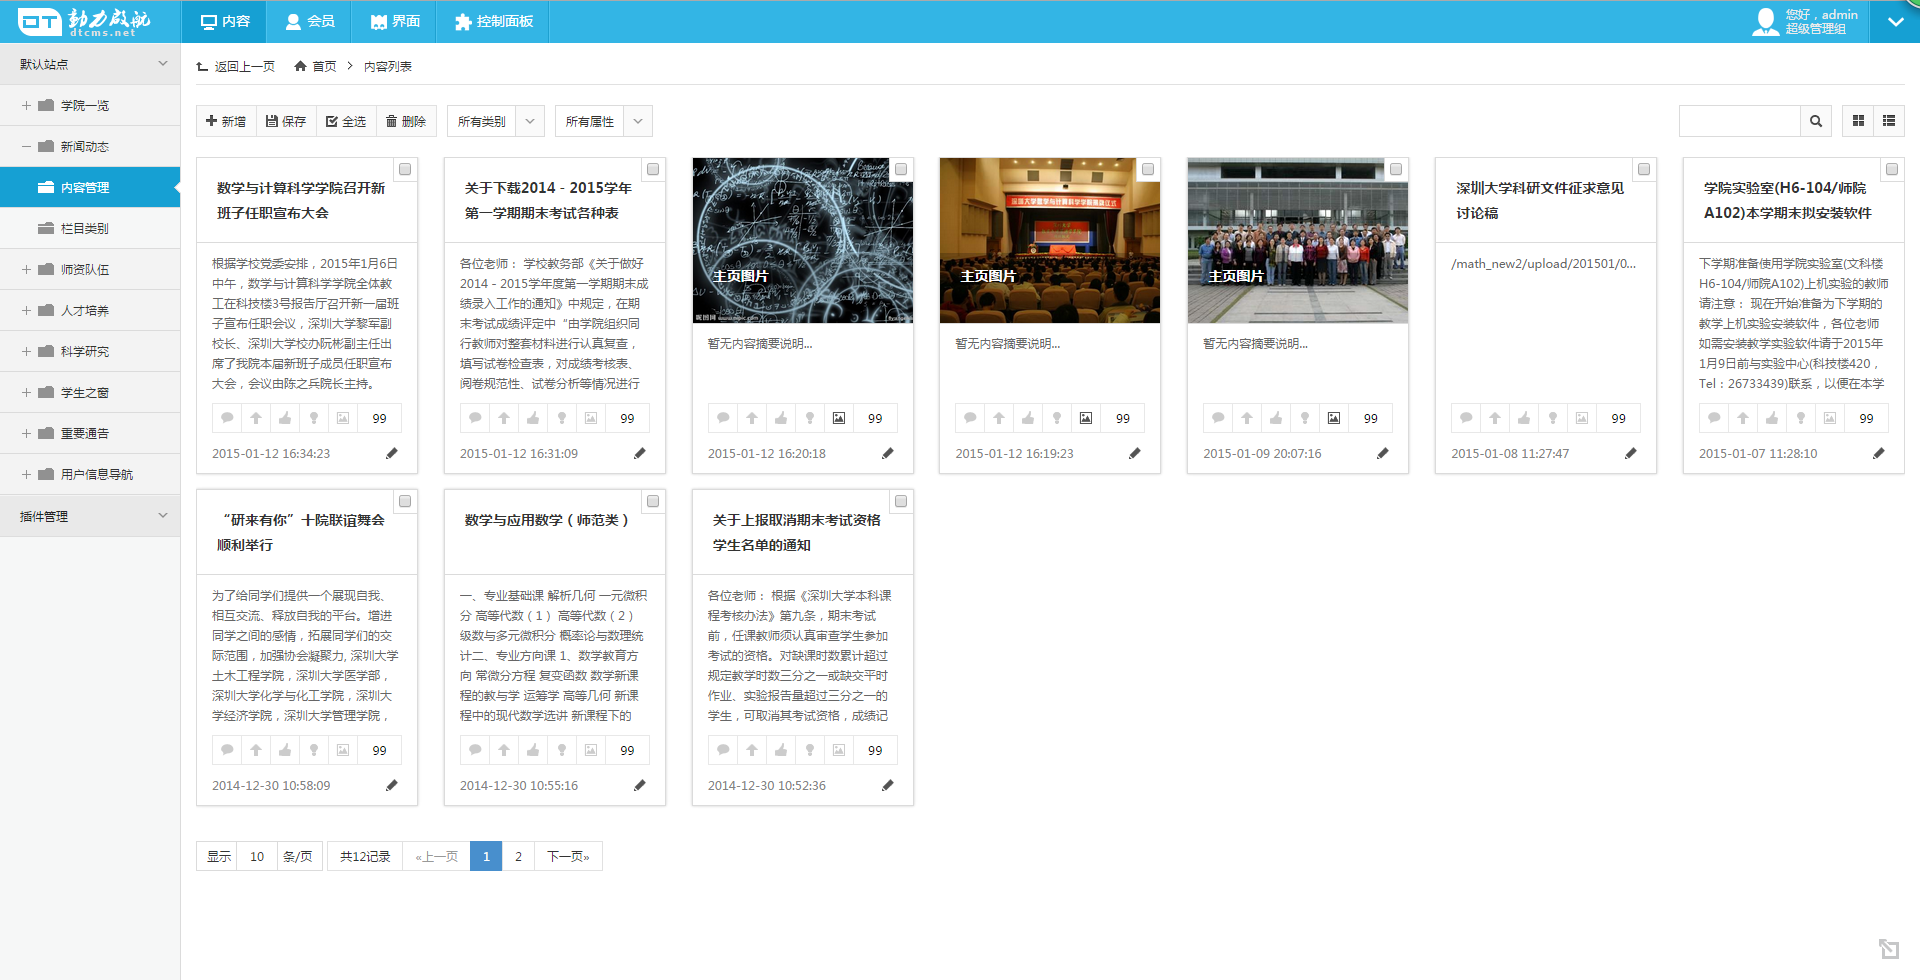 动力启航
dtcms.net
内容
会员
界面
控制面板
您好，admin
超级管理组
默认站点
学院一览
新闻动态
内容管理
栏目类别
师资队伍
人才培养
科学研究
学生之窗
重要通告
用户信息导航
插件管理
返回上一页 首页 内容列表
新增 保存 全选 删除 所有类别 所有属性
数学与计算科学学院召开新
班子任职宣布大会
根据学校党委安排，2015年1月6日
中午，数学与计算科学学院全体教
工在科技楼3号报告厅召开新一届班
子宣布任职会议，深圳大学黎军副
校长、深圳大学校办阮彬副主任出
席了我院本届新班子成员任职宣布
大会，会议由陈之兵院长主持。
99
2015-01-12 16:34:23
关于下载2014 - 2015学年
第一学期期末考试各种表
各位老师： 学校教务部《关于做好
2014 - 2015学年度第一学期期末成
绩录入工作的通知》中规定，在期
末考试成绩评定中“由学院组织同
行教师对整套材料进行认真复查，
填写试卷检查表，对成绩考核表、
阅卷规范性、试卷分析等情况进行
99
2015-01-12 16:31:09
主页图片
暂无内容摘要说明...
99
2015-01-12 16:20:18
深圳大学数学与计算科学学院揭牌仪式
主页图片
暂无内容摘要说明...
99
2015-01-12 16:19:23
主页图片
暂无内容摘要说明...
99
2015-01-09 20:07:16
深圳大学科研文件征求意见
讨论稿
/math_new2/upload/201501/0...
99
2015-01-08 11:27:47
学院实验室(H6-104/师院
A102)本学期末拟安装软件
下学期准备使用学院实验室(文科楼
H6-104/师院A102)上机实验的教师
请注意： 现在开始准备为下学期的
教学上机实验安装软件，各位老师
如需安装教学实验软件请于2015年
1月9日前与实验中心(科技楼420，
Tel：26733439)联系，以便在本学
99
2015-01-07 11:28:10
“研来有你”十院联谊舞会
顺利举行
为了给同学们提供一个展现自我、
相互交流、释放自我的平台。增进
同学之间的感情，拓展同学们的交
际范围，加强协会凝聚力, 深圳大学
土木工程学院，深圳大学医学部，
深圳大学化学与化工学院，深圳大
学经济学院，深圳大学管理学院，
99
2014-12-30 10:58:09
数学与应用数学（师范类）
一、专业基础课 解析几何 一元微积
分 高等代数（1） 高等代数（2）
级数与多元微积分 概率论与数理统
计二、专业方向课 1、数学教育方
向 常微分方程 复变函数 数学新课
程的教与学 运筹学 高等几何 新课
程中的现代数学选讲 新课程下的
99
2014-12-30 10:55:16
关于上报取消期末考试资格
学生名单的通知
各位老师： 根据《深圳大学本科课
程考核办法》第九条，期末考试
前，任课教师须认真审查学生参加
考试的资格。对缺课时数累计超过
规定教学时数三分之一或缺交平时
作业、实验报告量超过三分之一的
学生，可取消其考试资格，成绩记
99
2014-12-30 10:52:36
显示 10 条/页 共12记录 «上一页 1 2 下一页»